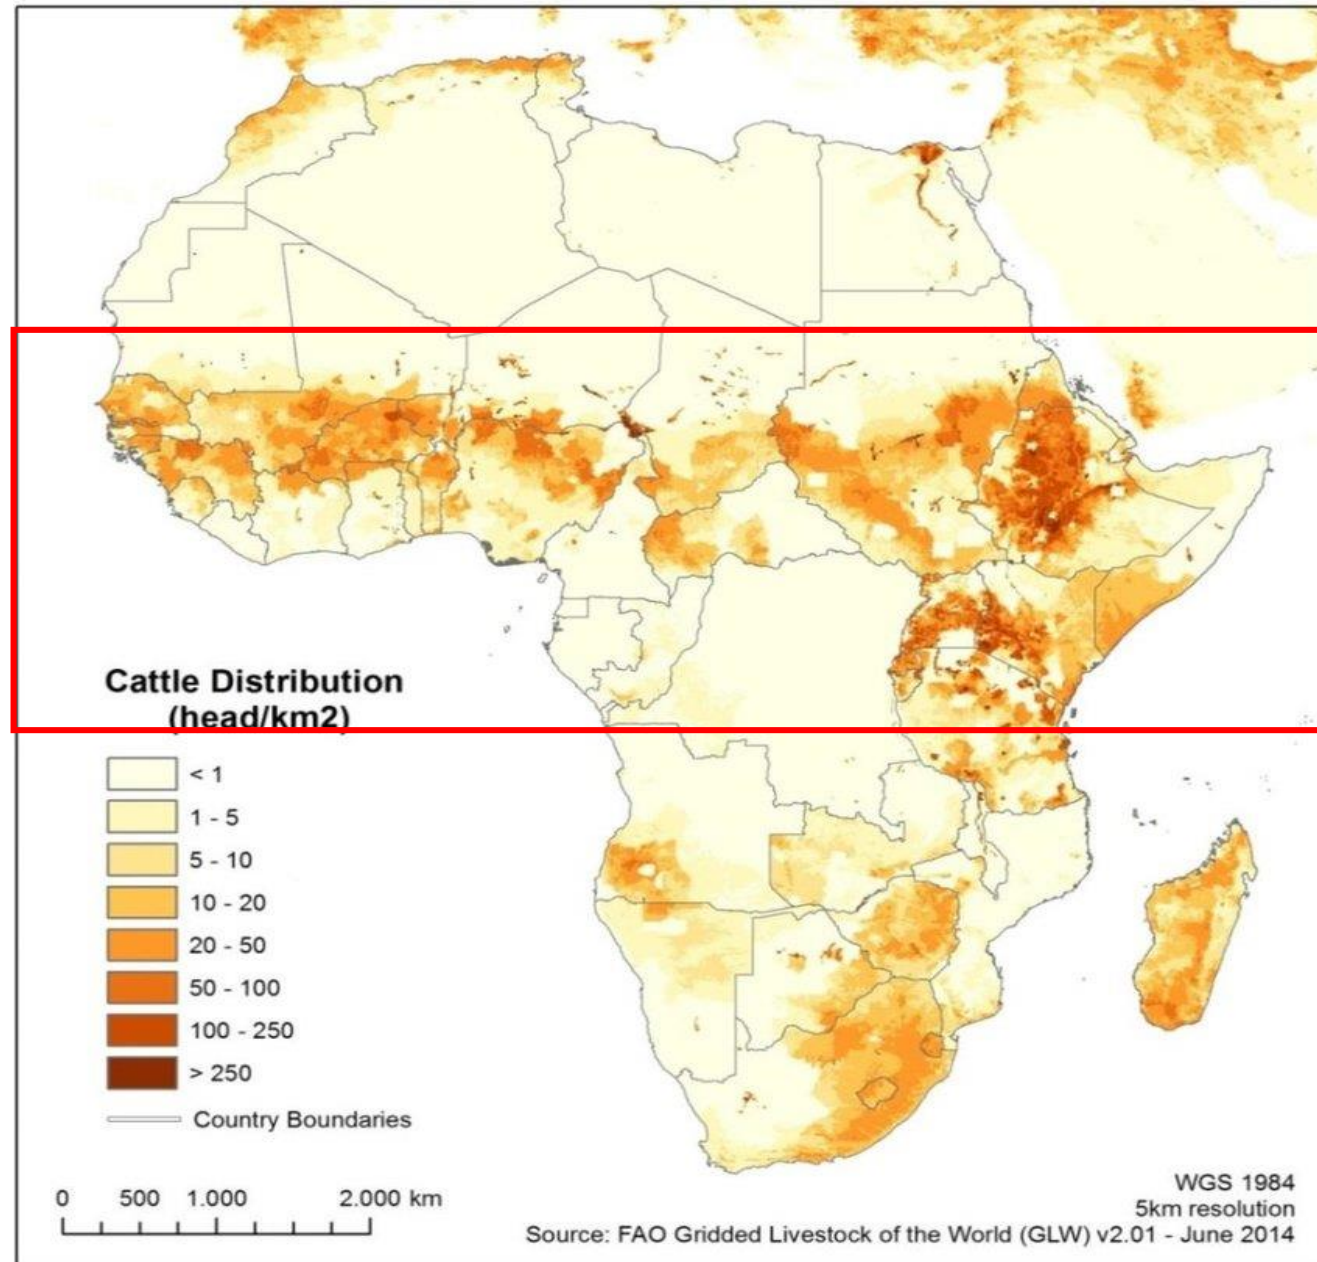 Cattle Distribution
(head/km2)
< 1
1 - 5
5 - 10
10 - 20
20 - 50
50 - 100
100 - 250
> 250
Country Boundaries
0 500 1.000 2.000 km
WGS 1984
5km resolution
Source: FAO Gridded Livestock of the World (GLW) v2.01 - June 2014